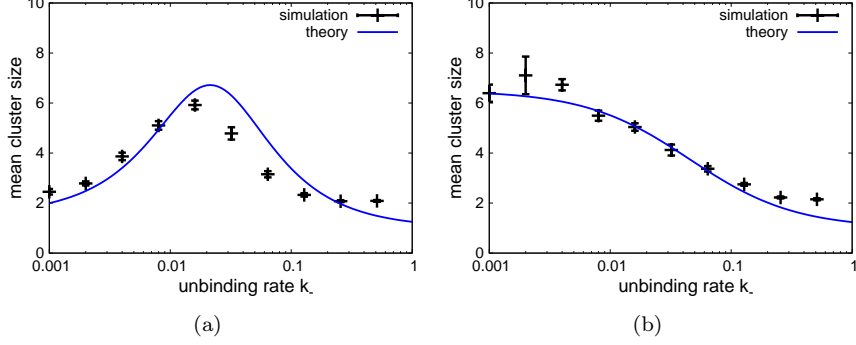 10
8
6
4
2
0
0.001
0.01
0.1
1
mean cluster size
unbinding rate k-
simulation
theory
(a)
10
8
6
4
2
0
0.001
0.01
0.1
1
mean cluster size
unbinding rate k-
simulation
theory
(b)